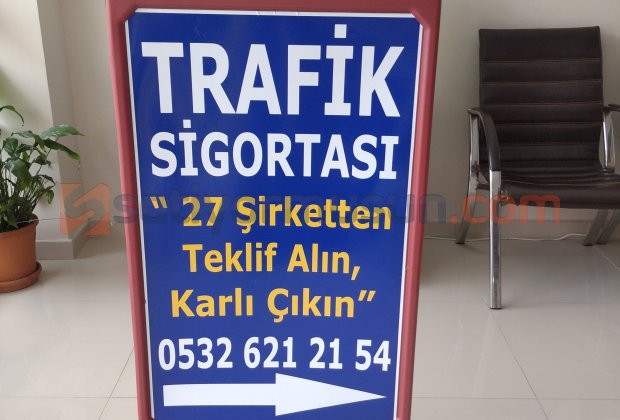 TRAFİK
SİGORTASI
“ 27 Şirketten
Teklif Alın,
Karlı Çıkın”
0532 621 21 54